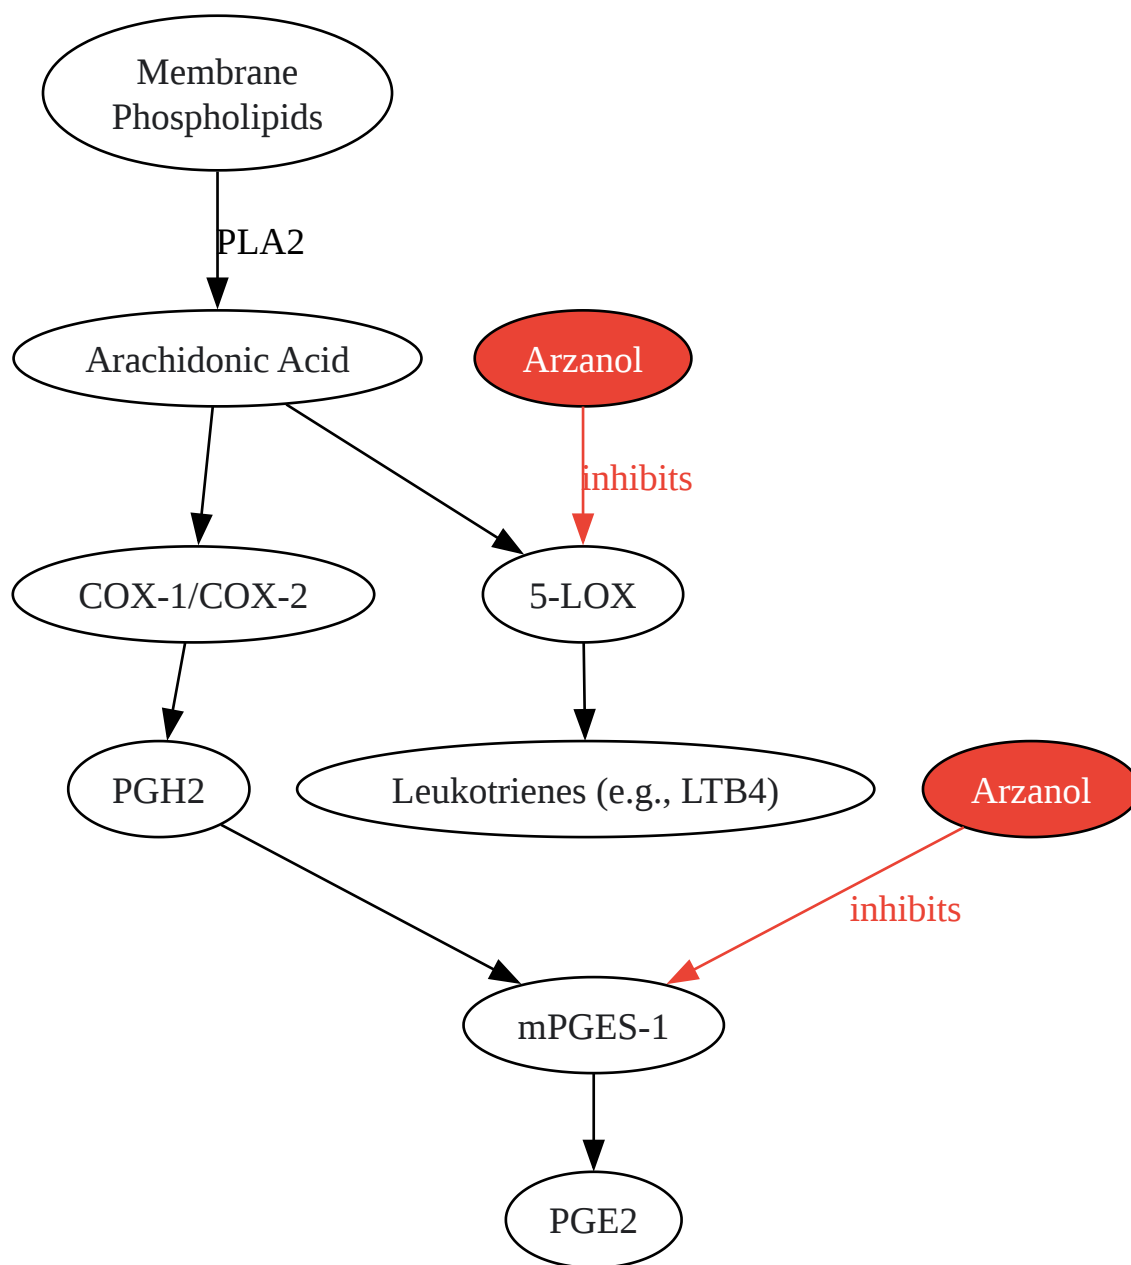 Membrane
Phospholipids
PLA2
Arachidonic Acid
Arzanol
inhibits
COX-1/COX-2
5-LOX
PGH2
Leukotrienes (e.g., LTB4)
Arzanol
inhibits
mPGES-1
PGE2